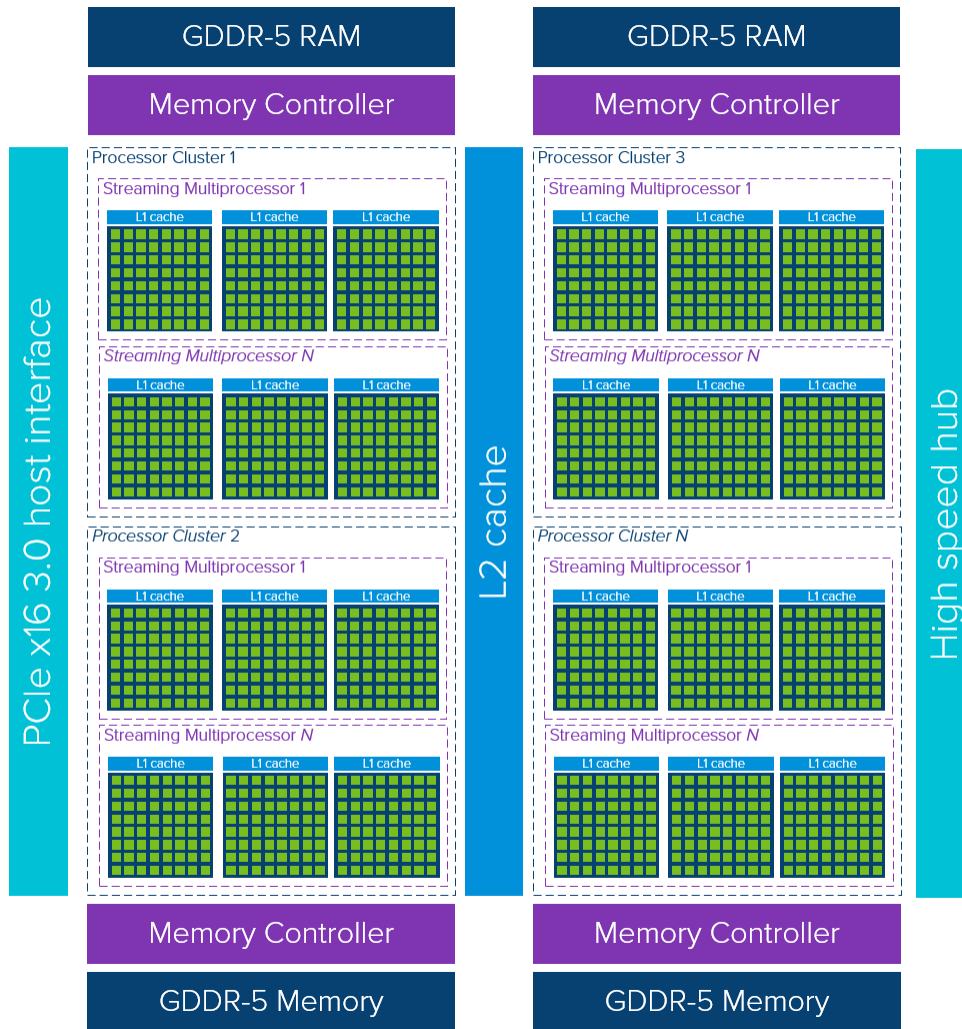 GDDR-5 RAM
Memory Controller
GDDR-5 RAM
Memory Controller
PCIe x16 3.0 host interface
Processor Cluster 1
Streaming Multiprocessor 1
L1 cache
L1 cache
L1 cache
Streaming Multiprocessor N
L1 cache
L1 cache
L1 cache
Processor Cluster 2
Streaming Multiprocessor 1
L1 cache
L1 cache
L1 cache
Streaming Multiprocessor N
L1 cache
L1 cache
L1 cache
L2 cache
Processor Cluster 3
Streaming Multiprocessor 1
L1 cache
L1 cache
L1 cache
Streaming Multiprocessor N
L1 cache
L1 cache
L1 cache
Processor Cluster N
Streaming Multiprocessor 1
L1 cache
L1 cache
L1 cache
Streaming Multiprocessor N
L1 cache
L1 cache
L1 cache
High speed hub
Memory Controller
GDDR-5 Memory
Memory Controller
GDDR-5 Memory